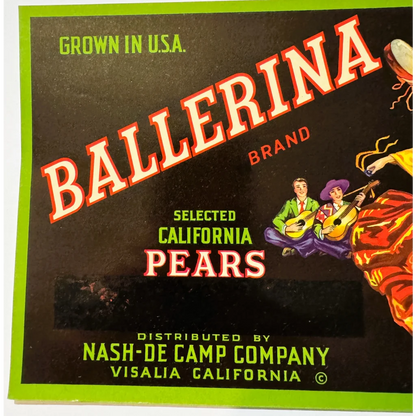 GROWN IN U.S.A.
BALLERINA
BRAND
SELECTED
CALIFORNIA
PEARS
DISTRIBUTED BY
NASH-DE CAMP COMPANY
VISALIA CALIFORNIA ©